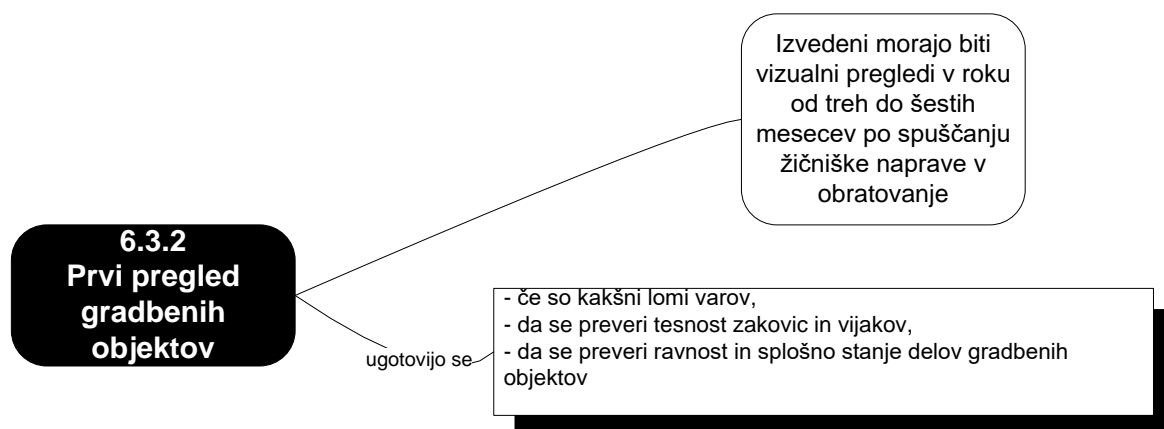 Izvedeni morajo biti
vizualni pregledi v roku
od treh do šestih
mesecev po spuščanju
žičniške naprave v
obratovanje
6.3.2
Prvi pregled
gradbenih
objektov
ugotovijo se
- če so kakšni lomi varov,
- da se preveri tesnost zakovic in vijakov,
- da se preveri ravnost in splošno stanje delov gradbenih
objektov